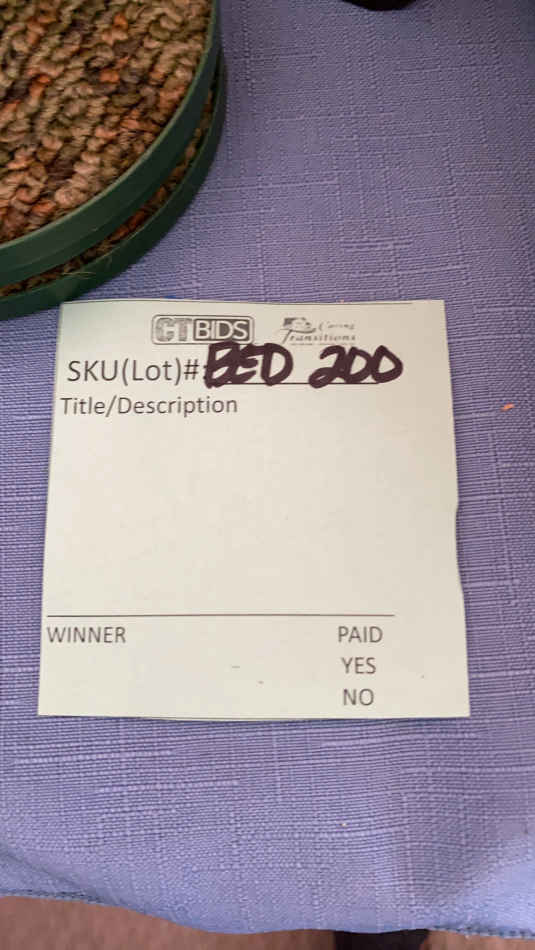 CTBIDS Caring
Transitions
SKU(Lot)# BED 200
Title/Description
WINNER PAID
YES
NO